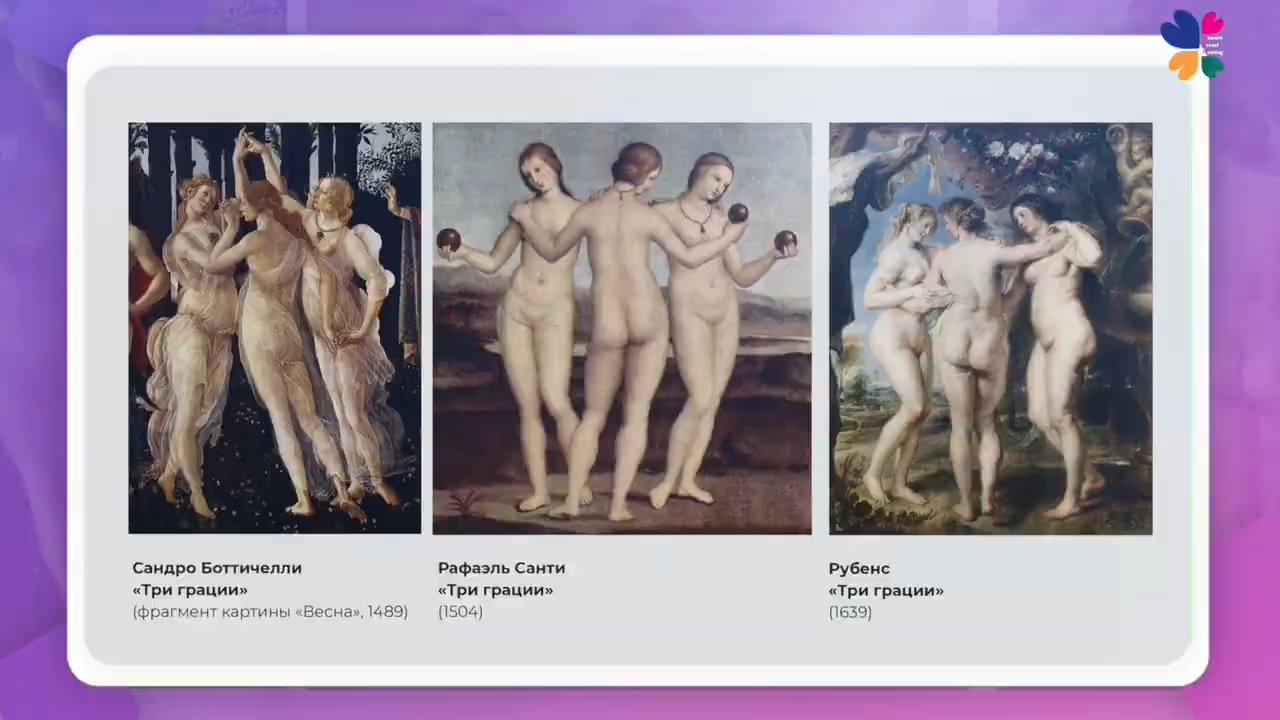 Сандро Боттичелли
«Три грации»
(фрагмент картины «Весна», 1489)
Рафаэль Санти
«Три грации»
(1504)
Рубенс
«Три грации»
(1639)